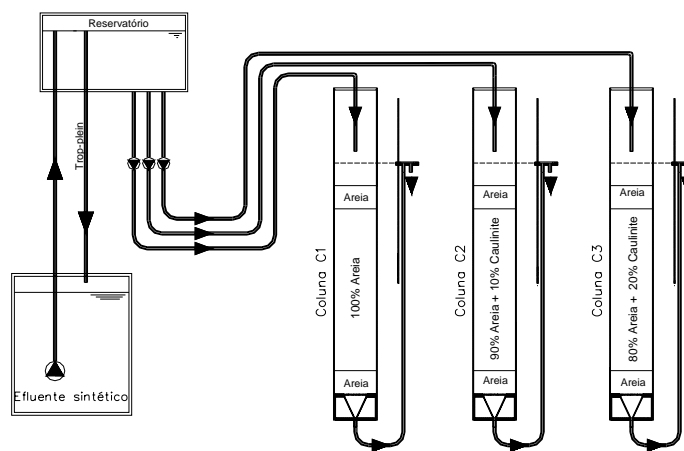 Reservatório
Trop-plein
Efluente sintético
Coluna C1
Areia
100% Areia
Areia
Coluna C2
Areia
90% Areia + 10% Caulinite
Areia
Coluna C3
Areia
80% Areia + 20% Caulinite
Areia